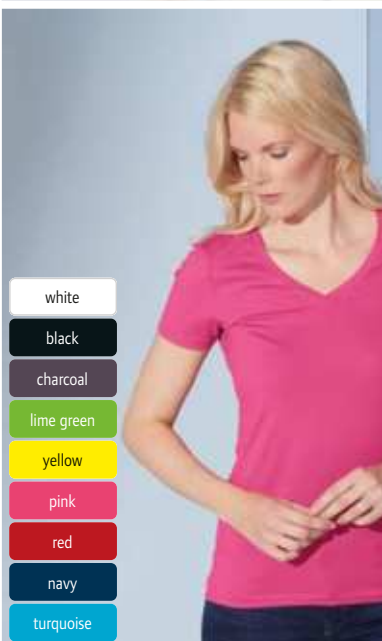 white
black
charcoal
lime green
yellow
pink
red
navy
turquoise